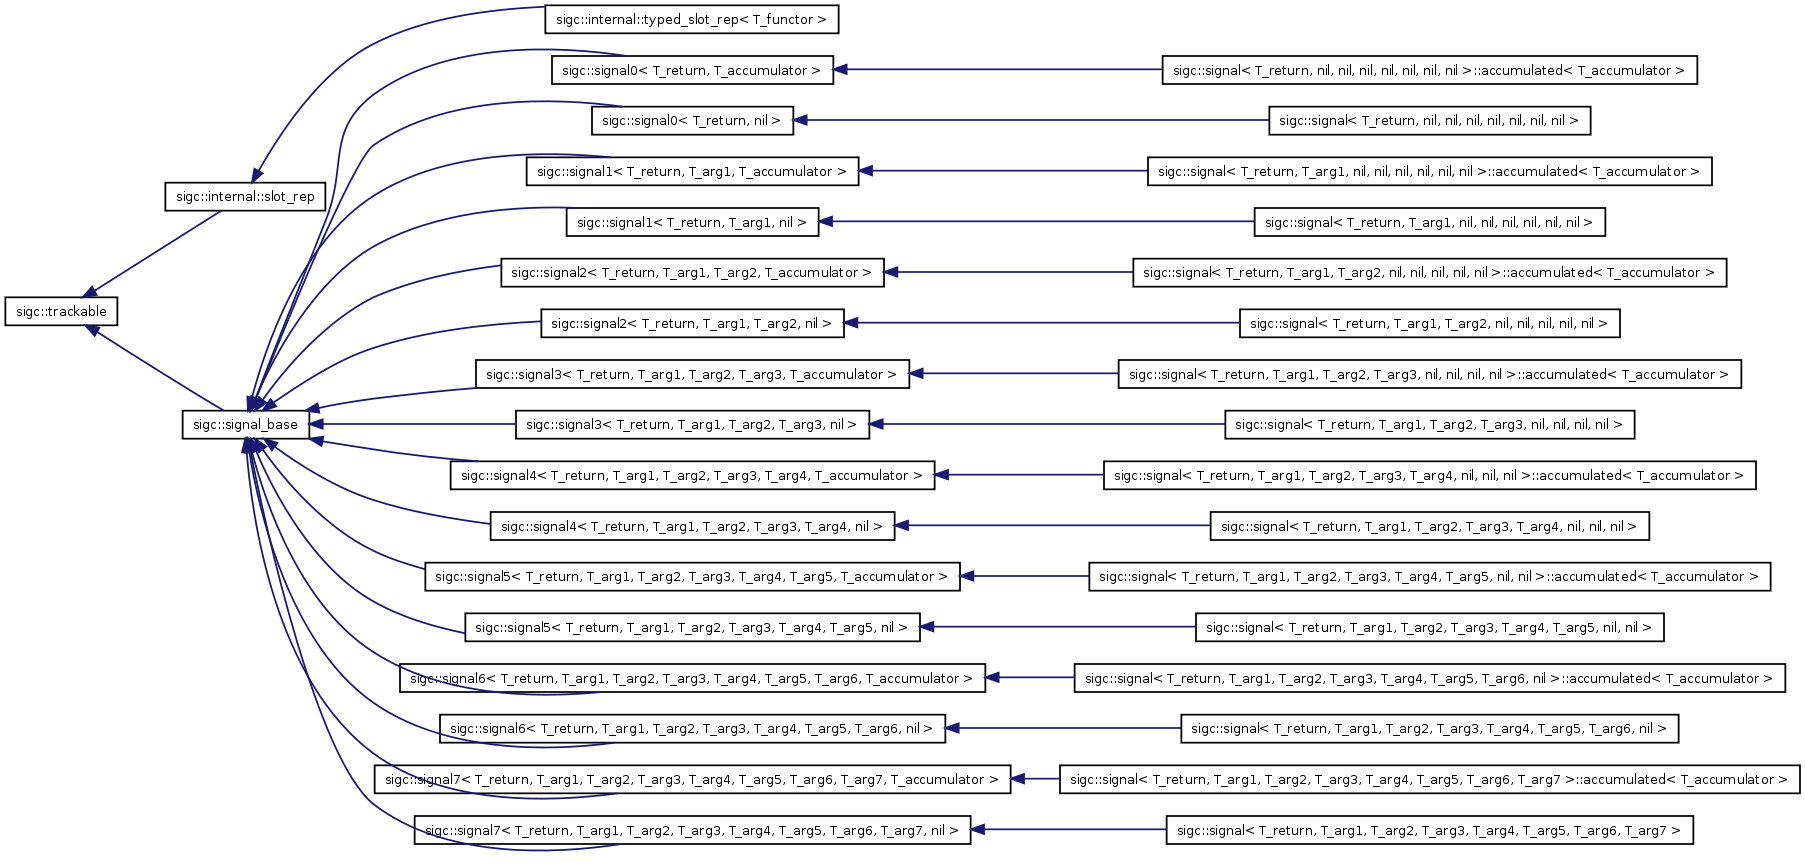 sigc::internal::typed_slot_rep< T_functor >
sigc::signal0< T_return, T_accumulator >
sigc::signal< T_return, nil, nil, nil, nil, nil, nil, nil >::accumulated< T_accumulator >
sigc::signal0< T_return, nil >
sigc::signal< T_return, nil, nil, nil, nil, nil, nil, nil >
sigc::signal1< T_return, T_arg1, T_accumulator >
sigc::signal< T_return, T_arg1, nil, nil, nil, nil, nil, nil >::accumulated< T_accumulator >
sigc::internal::slot_rep
sigc::signal1< T_return, T_arg1, nil >
sigc::signal< T_return, T_arg1, nil, nil, nil, nil, nil, nil >
sigc::signal2< T_return, T_arg1, T_arg2, T_accumulator >
sigc::signal< T_return, T_arg1, T_arg2, nil, nil, nil, nil, nil >::accumulated< T_accumulator >
sigc::trackable
sigc::signal2< T_return, T_arg1, T_arg2, nil >
sigc::signal< T_return, T_arg1, T_arg2, nil, nil, nil, nil, nil >
sigc::signal3< T_return, T_arg1, T_arg2, T_arg3, T_accumulator >
sigc::signal< T_return, T_arg1, T_arg2, T_arg3, nil, nil, nil, nil >::accumulated< T_accumulator >
sigc::signal_base
sigc::signal3< T_return, T_arg1, T_arg2, T_arg3, nil >
sigc::signal< T_return, T_arg1, T_arg2, T_arg3, nil, nil, nil, nil >
sigc::signal4< T_return, T_arg1, T_arg2, T_arg3, T_arg4, T_accumulator >
sigc::signal< T_return, T_arg1, T_arg2, T_arg3, T_arg4, nil, nil, nil >::accumulated< T_accumulator >
sigc::signal4< T_return, T_arg1, T_arg2, T_arg3, T_arg4, nil >
sigc::signal< T_return, T_arg1, T_arg2, T_arg3, T_arg4, nil, nil, nil >
sigc::signal5< T_return, T_arg1, T_arg2, T_arg3, T_arg4, T_arg5, T_accumulator >
sigc::signal< T_return, T_arg1, T_arg2, T_arg3, T_arg4, T_arg5, nil, nil >::accumulated< T_accumulator >
sigc::signal5< T_return, T_arg1, T_arg2, T_arg3, T_arg4, T_arg5, nil >
sigc::signal< T_return, T_arg1, T_arg2, T_arg3, T_arg4, T_arg5, nil, nil >
sigc::signal6< T_return, T_arg1, T_arg2, T_arg3, T_arg4, T_arg5, T_arg6, T_accumulator >
sigc::signal< T_return, T_arg1, T_arg2, T_arg3, T_arg4, T_arg5, T_arg6, nil >::accumulated< T_accumulator >
sigc::signal6< T_return, T_arg1, T_arg2, T_arg3, T_arg4, T_arg5, T_arg6, nil >
sigc::signal< T_return, T_arg1, T_arg2, T_arg3, T_arg4, T_arg5, T_arg6, nil >
sigc::signal7< T_return, T_arg1, T_arg2, T_arg3, T_arg4, T_arg5, T_arg6, T_arg7, T_accumulator >
sigc::signal< T_return, T_arg1, T_arg2, T_arg3, T_arg4, T_arg5, T_arg6, T_arg7 >::accumulated< T_accumulator >
sigc::signal7< T_return, T_arg1, T_arg2, T_arg3, T_arg4, T_arg5, T_arg6, T_arg7, nil >
sigc::signal< T_return, T_arg1, T_arg2, T_arg3, T_arg4, T_arg5, T_arg6, T_arg7 >